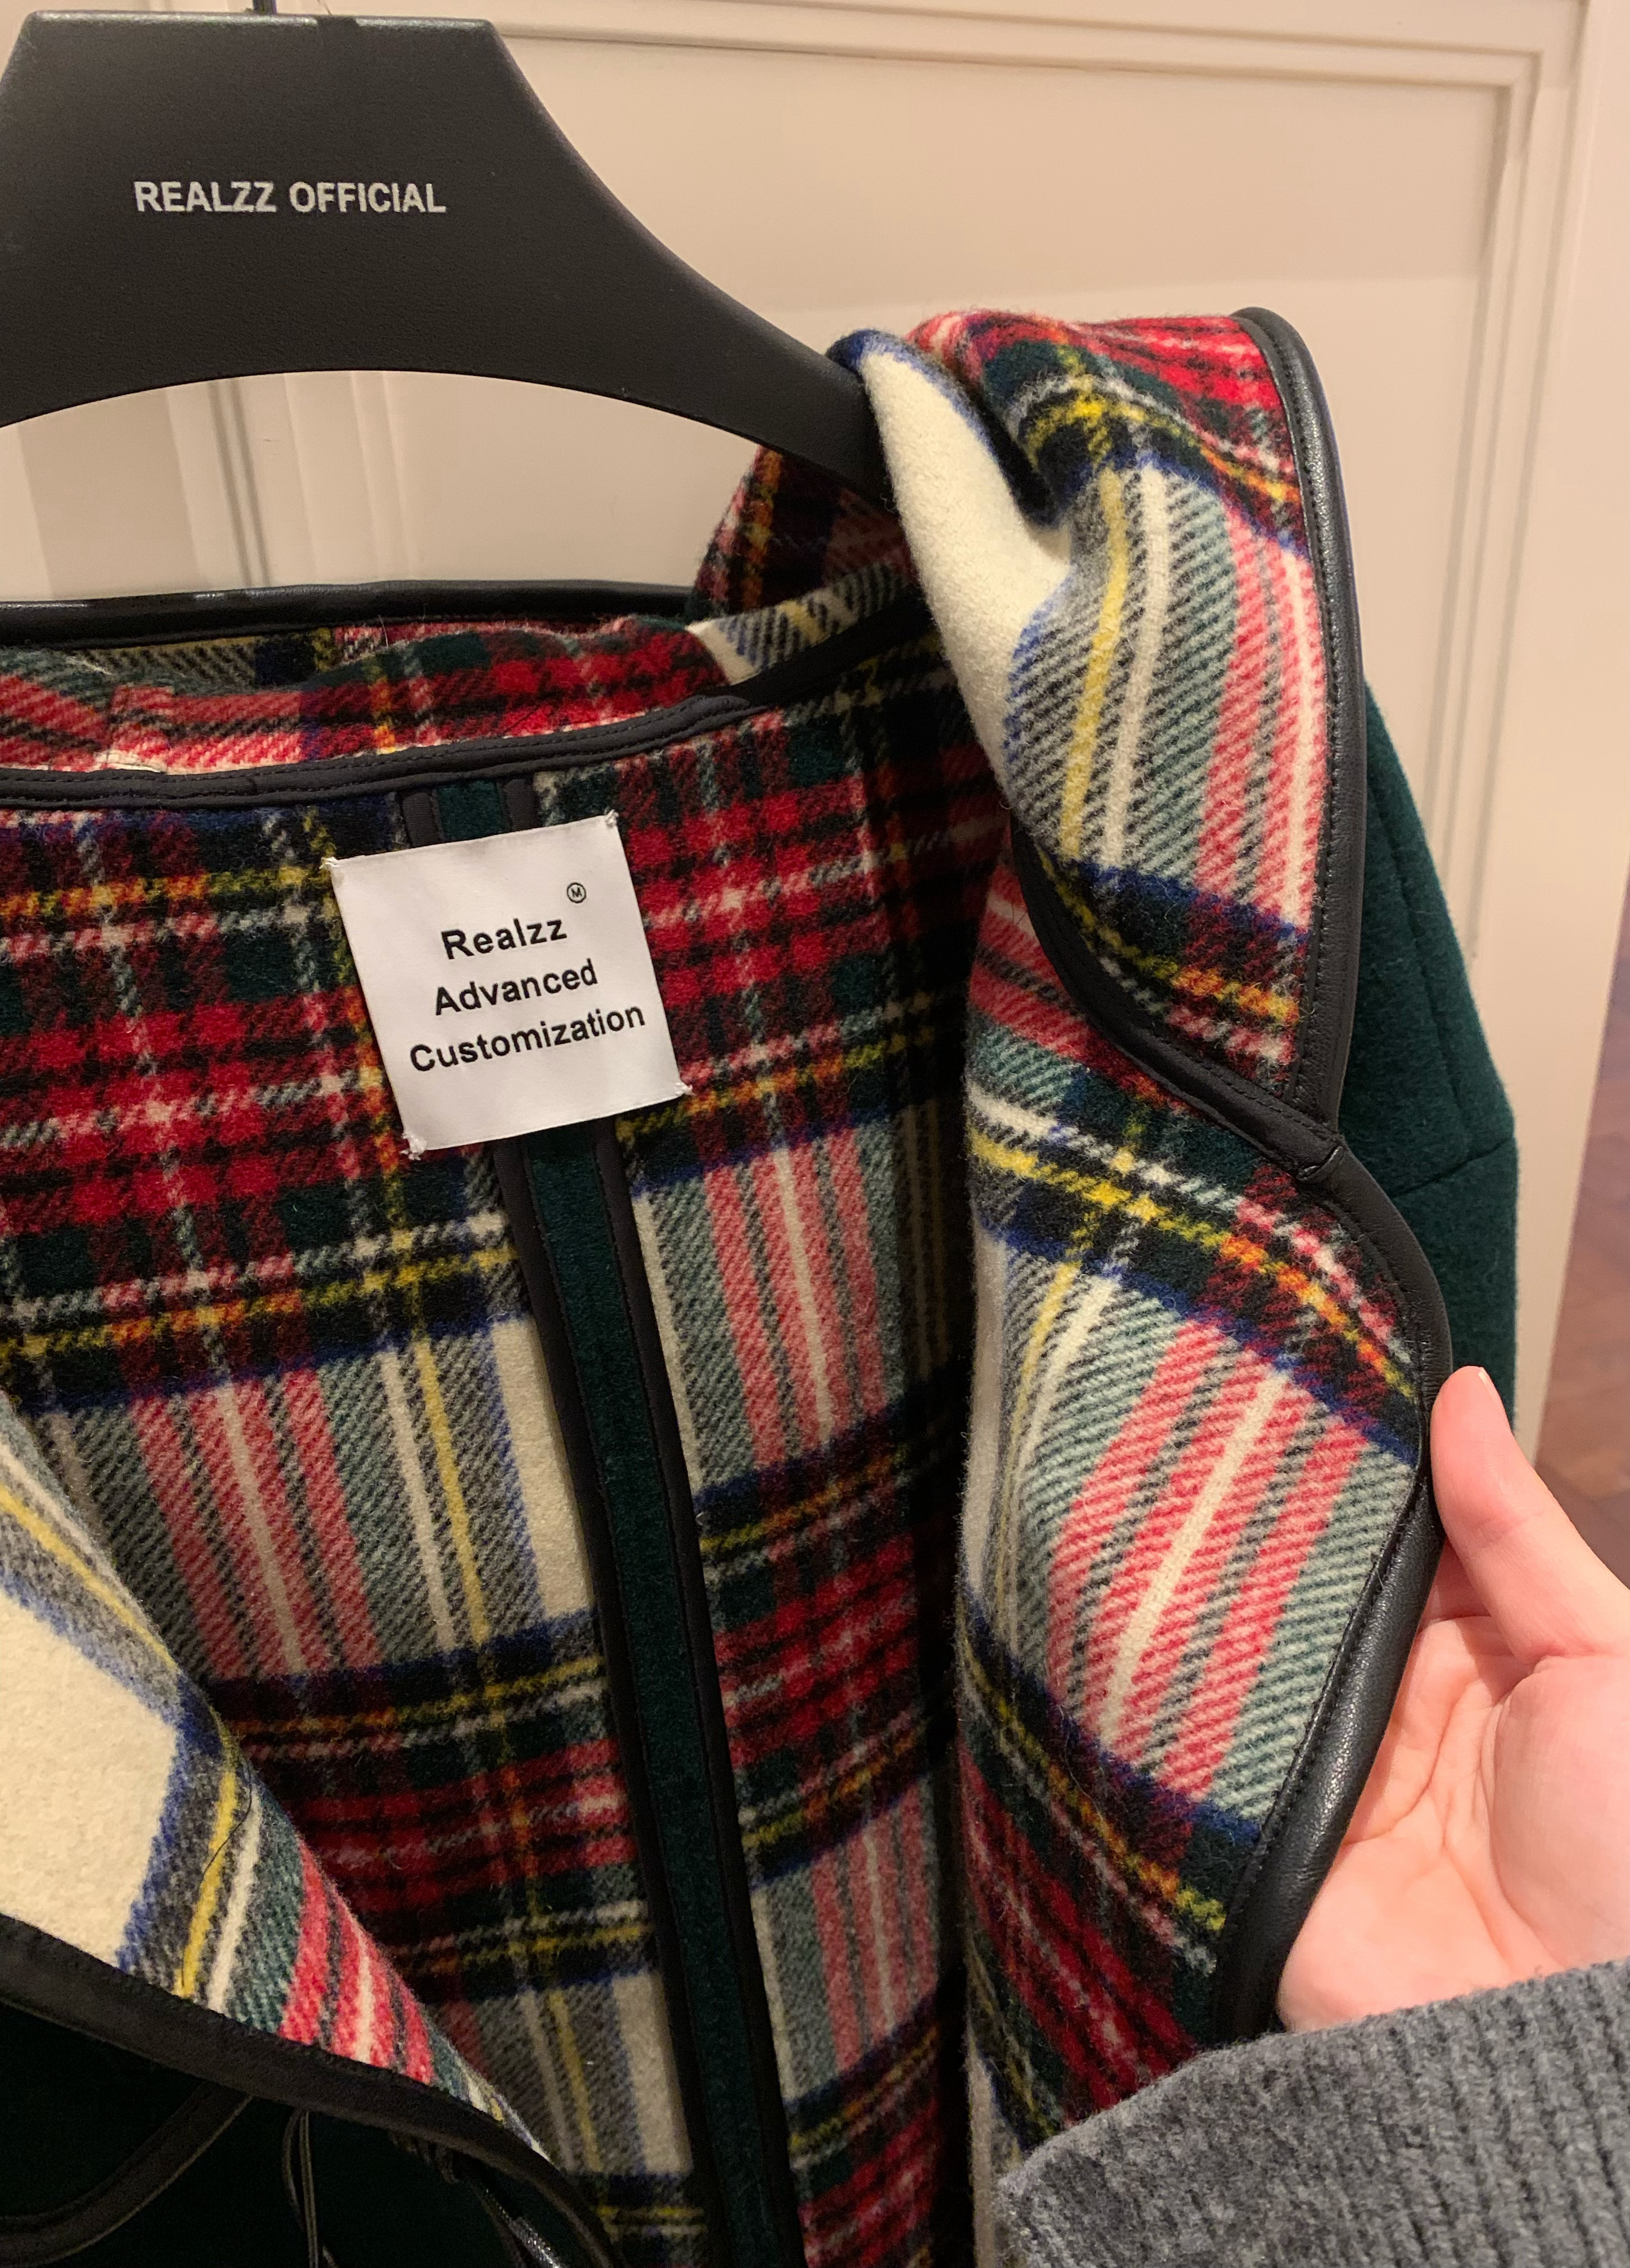 REALZZ OFFICIAL
Ⓜ
Realzz
Advanced
Customization